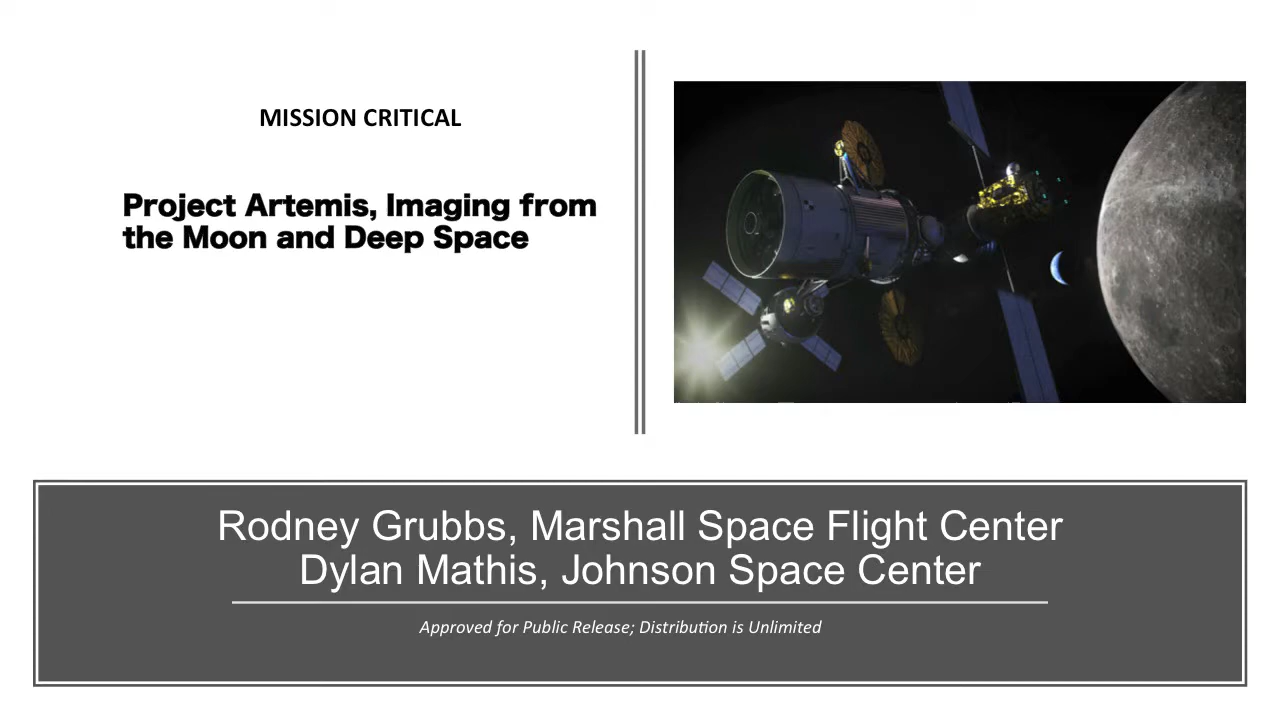 MISSION CRITICAL
Project Artemis, Imaging from
the Moon and Deep Space
Rodney Grubbs, Marshall Space Flight Center
Dylan Mathis, Johnson Space Center
Approved for Public Release; Distribution is Unlimited